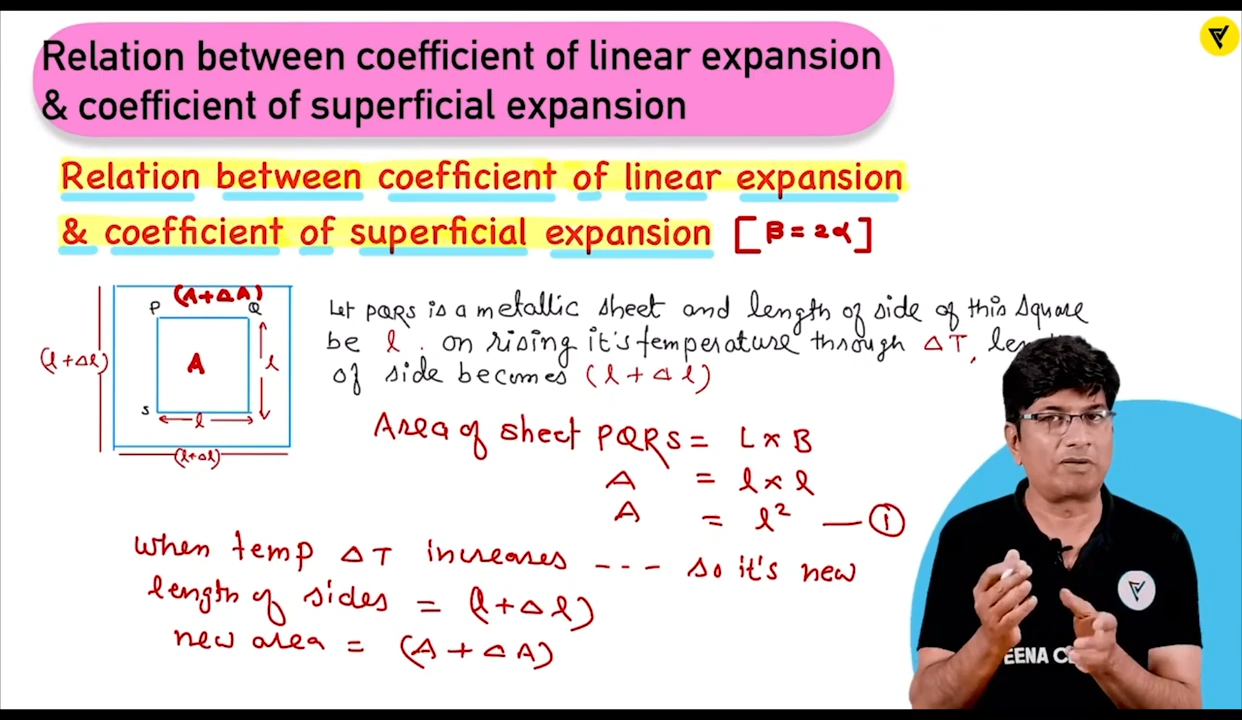 Relation between coefficient of linear expansion
& coefficient of superficial expansion
Relation between coefficient of linear expansion
& coefficient of superficial expansion [β = 2α]
(A+ΔA)
P Q
A
l
(l+Δl)
S
l
(l+Δl)
Let PQRS is a metallic sheet and length of side of this square
be l . on rising it's temperature through ΔT,
of side becomes (l + Δl)
Area of sheet PQRS = L × B
A = l × l
A = l² — ①
when temp ΔT increases --- so it's new
length of sides = (l + Δl)
new area = (A + ΔA)
EENA